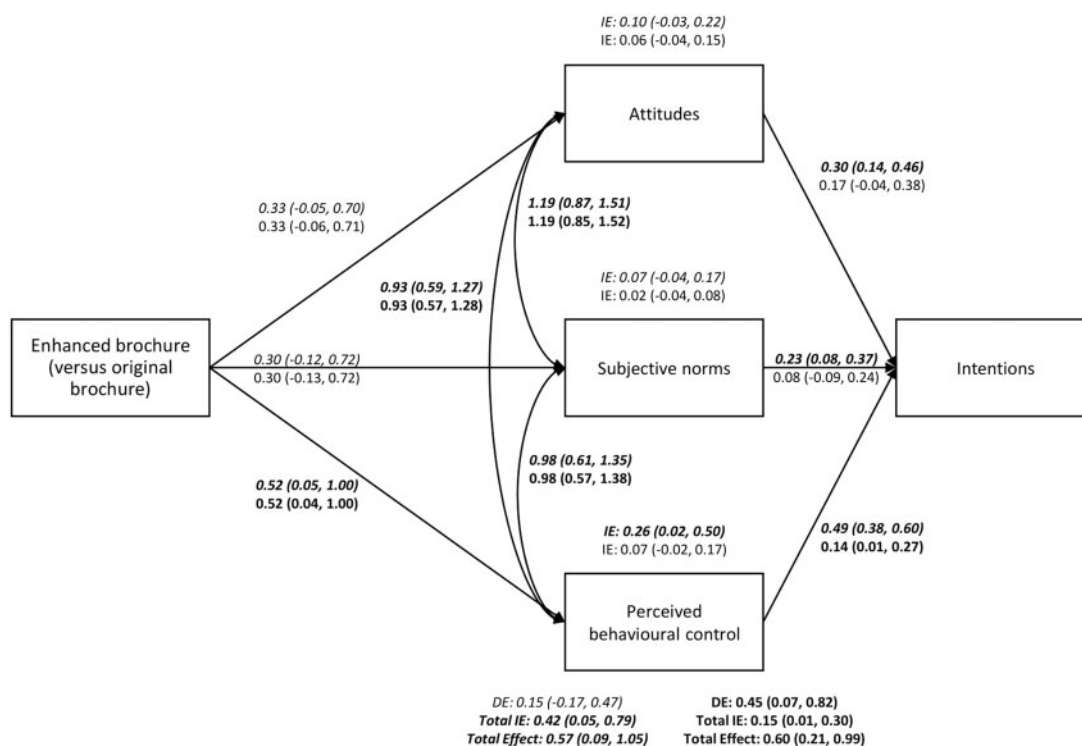 IE: 0.10 (-0.03, 0.22)
IE: 0.06 (-0.04, 0.15)
Attitudes
0.30 (0.14, 0.46)
0.17 (-0.04, 0.38)
0.33 (-0.05, 0.70)
0.33 (-0.06, 0.71)
1.19 (0.87, 1.51)
1.19 (0.85, 1.52)
0.93 (0.59, 1.27)
0.93 (0.57, 1.28)
IE: 0.07 (-0.04, 0.17)
IE: 0.02 (-0.04, 0.08)
Enhanced brochure
(versus original
brochure)
0.30 (-0.12, 0.72)
0.30 (-0.13, 0.72)
Subjective norms
0.23 (0.08, 0.37)
0.08 (-0.09, 0.24)
Intentions
0.98 (0.61, 1.35)
0.98 (0.57, 1.38)
0.52 (0.05, 1.00)
0.52 (0.04, 1.00)
IE: 0.26 (0.02, 0.50)
IE: 0.07 (-0.02, 0.17)
0.49 (0.38, 0.60)
0.14 (0.01, 0.27)
Perceived
behavioural control
DE: 0.15 (-0.17, 0.47)
Total IE: 0.42 (0.05, 0.79)
Total Effect: 0.57 (0.09, 1.05)
DE: 0.45 (0.07, 0.82)
Total IE: 0.15 (0.01, 0.30)
Total Effect: 0.60 (0.21, 0.99)